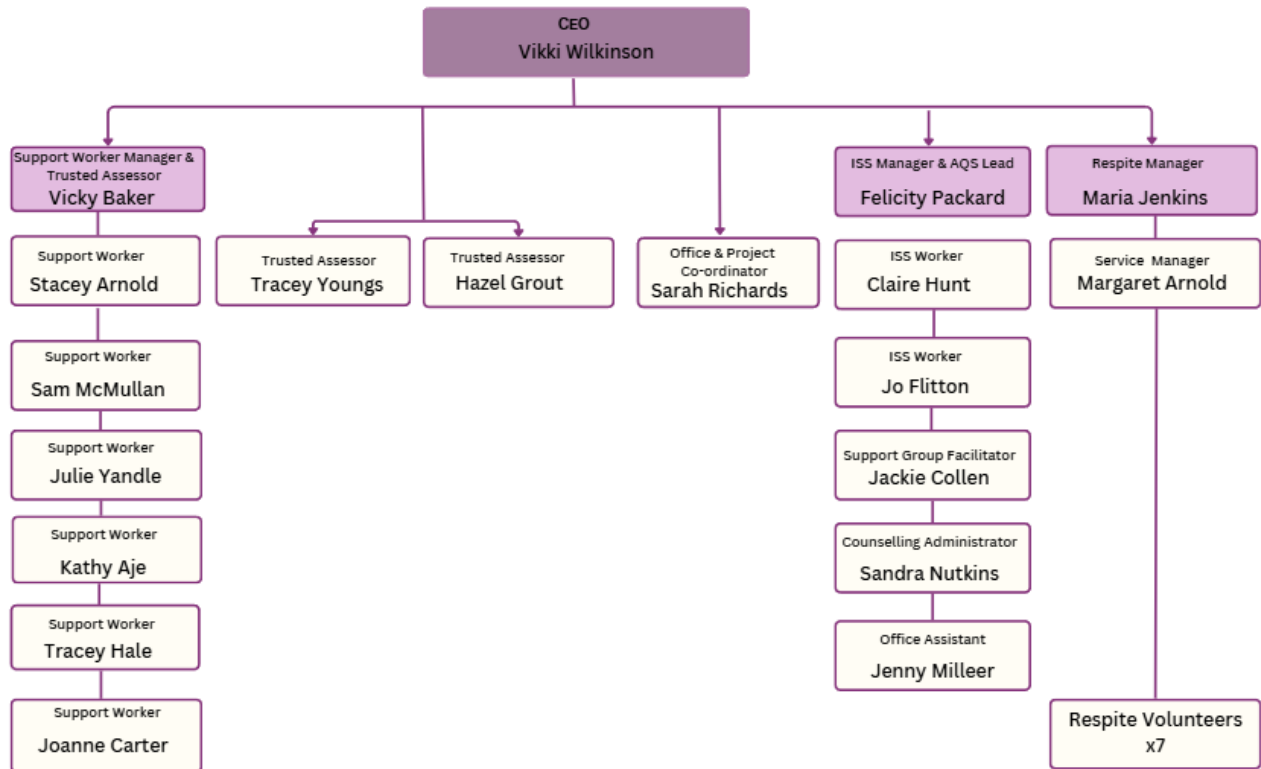 CEO
Vikki Wilkinson
Support Worker Manager &
Trusted Assessor
Vicky Baker
Support Worker
Stacey Arnold
Support Worker
Sam McMullan
Support Worker
Julie Yandle
Support Worker
Kathy Aje
Support Worker
Tracey Hale
Support Worker
Joanne Carter
Trusted Assessor
Tracey Youngs
Trusted Assessor
Hazel Grout
Office & Project
Co-ordinator
Sarah Richards
ISS Manager & AQS Lead
Felicity Packard
ISS Worker
Claire Hunt
ISS Worker
Jo Flitton
Support Group Facilitator
Jackie Collen
Counselling Administrator
Sandra Nutkins
Office Assistant
Jenny Milleer
Respite Manager
Maria Jenkins
Service Manager
Margaret Arnold
Respite Volunteers
x7